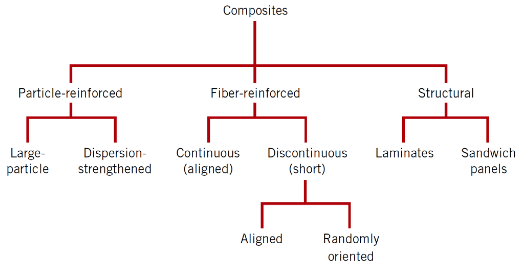 Composites
Particle-reinforced
Fiber-reinforced
Structural
Large-
particle
Dispersion-
strengthened
Continuous
(aligned)
Discontinuous
(short)
Laminates
Sandwich
panels
Aligned
Randomly
oriented